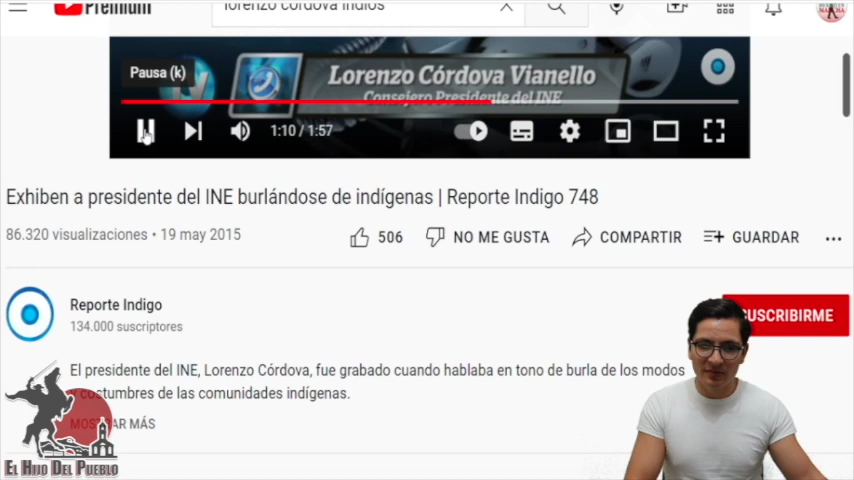 Premium
lorenzo cordova indios
Pausa (k)
Lorenzo Córdova Vianello
Consejero Presidente del INE
1:10 / 1:57
Exhiben a presidente del INE burlándose de indígenas | Reporte Indigo 748
86.320 visualizaciones • 19 may 2015
506
NO ME GUSTA
COMPARTIR
GUARDAR
Reporte Indigo
134.000 suscriptores
SUSCRIBIRME
El presidente del INE, Lorenzo Córdova, fue grabado cuando hablaba en tono de burla de los modos
y costumbres de las comunidades indígenas.
MOSTRAR MÁS
EL HIJO DEL PUEBLO